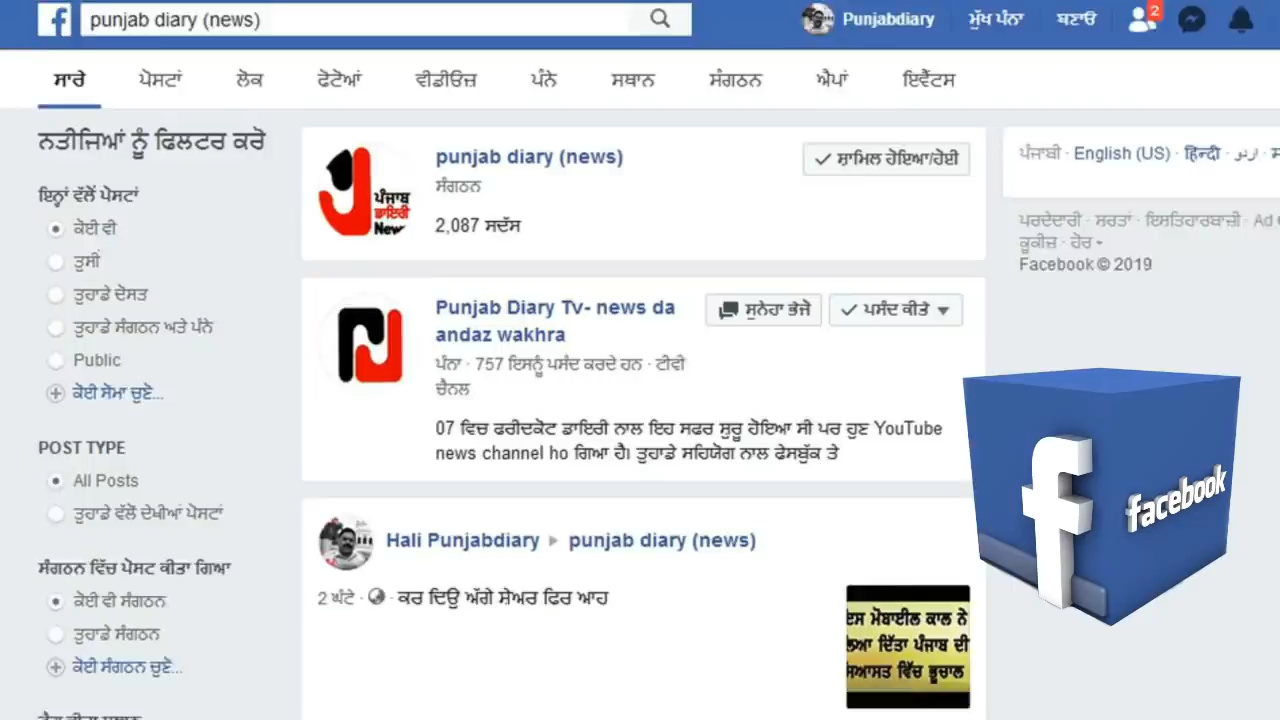 punjab diary (news)
Punjabdiary
ਮੁੱਖ ਪੰਨਾ
ਬਣਾਓ
2
ਸਾਰੇ
ਪੋਸਟਾਂ
ਲੋਕ
ਫੋਟੋਆਂ
ਵੀਡੀਓਜ਼
ਪੰਨੇ
ਸਥਾਨ
ਸੰਗਠਨ
ਐਪਾਂ
ਇਵੈਂਟਸ
ਨਤੀਜਿਆਂ ਨੂੰ ਫਿਲਟਰ ਕਰੋ
ਇਨ੍ਹਾਂ ਵੱਲੋਂ ਪੋਸਟਾਂ
ਕੋਈ ਵੀ
ਤੁਸੀਂ
ਤੁਹਾਡੇ ਦੋਸਤ
ਤੁਹਾਡੇ ਸੰਗਠਨ ਅਤੇ ਪੰਨੇ
Public
ਕੋਈ ਸੋਮਾ ਚੁਣੋ...
POST TYPE
All Posts
ਤੁਹਾਡੇ ਵੱਲੋਂ ਦੇਖੀਆਂ ਪੋਸਟਾਂ
ਸੰਗਠਨ ਵਿੱਚ ਪੋਸਟ ਕੀਤਾ ਗਿਆ
ਕੋਈ ਵੀ ਸੰਗਠਨ
ਤੁਹਾਡੇ ਸੰਗਠਨ
ਕੋਈ ਸੰਗਠਨ ਚੁਣੋ...
ਪੰਜਾਬ
ਡਾਇਰੀ
New
punjab diary (news)
ਸੰਗਠਨ
2,087 ਸਦੱਸ
ਸ਼ਾਮਿਲ ਹੋਇਆ/ਹੋਈ
Punjab Diary Tv- news da
andaz wakhra
ਸੁਨੇਹਾ ਭੇਜੋ
ਪਸੰਦ ਕੀਤੇ
ਪੰਨਾ · 757 ਇਸਨੂੰ ਪਸੰਦ ਕਰਦੇ ਹਨ · ਟੀਵੀ
ਚੈਨਲ
07 ਵਿਚ ਫਰੀਦਕੋਟ ਡਾਇਰੀ ਨਾਲ ਇਹ ਸਫਰ ਸ਼ੁਰੂ ਹੋਇਆ ਸੀ ਪਰ ਹੁਣ YouTube
news channel ho ਗਿਆ ਹੈ। ਤੁਹਾਡੇ ਸਹਿਯੋਗ ਨਾਲ ਫੇਸਬੁੱਕ ਤੇ
Hali Punjabdiary ▸ punjab diary (news)
2 ਘੰਟੇ · ਕਰ ਦਿਉ ਅੱਗੇ ਸ਼ੇਅਰ ਫਿਰ ਆਹ
ਇਸ ਮੋਬਾਈਲ ਕਾਲ ਨੇ
ਲਿਆ ਦਿੱਤਾ ਪੰਜਾਬ ਦੀ
ਸਿਆਸਤ ਵਿੱਚ ਭੂਚਾਲ
ਪੰਜਾਬੀ · English (US) · हिन्दी · اردو
ਪਰਦੇਦਾਰੀ · ਸ਼ਰਤਾਂ · ਇਸ਼ਤਿਹਾਰਬਾਜ਼ੀ · Ad
ਕੂਕੀਜ਼ · ਹੋਰ
Facebook © 2019
facebook